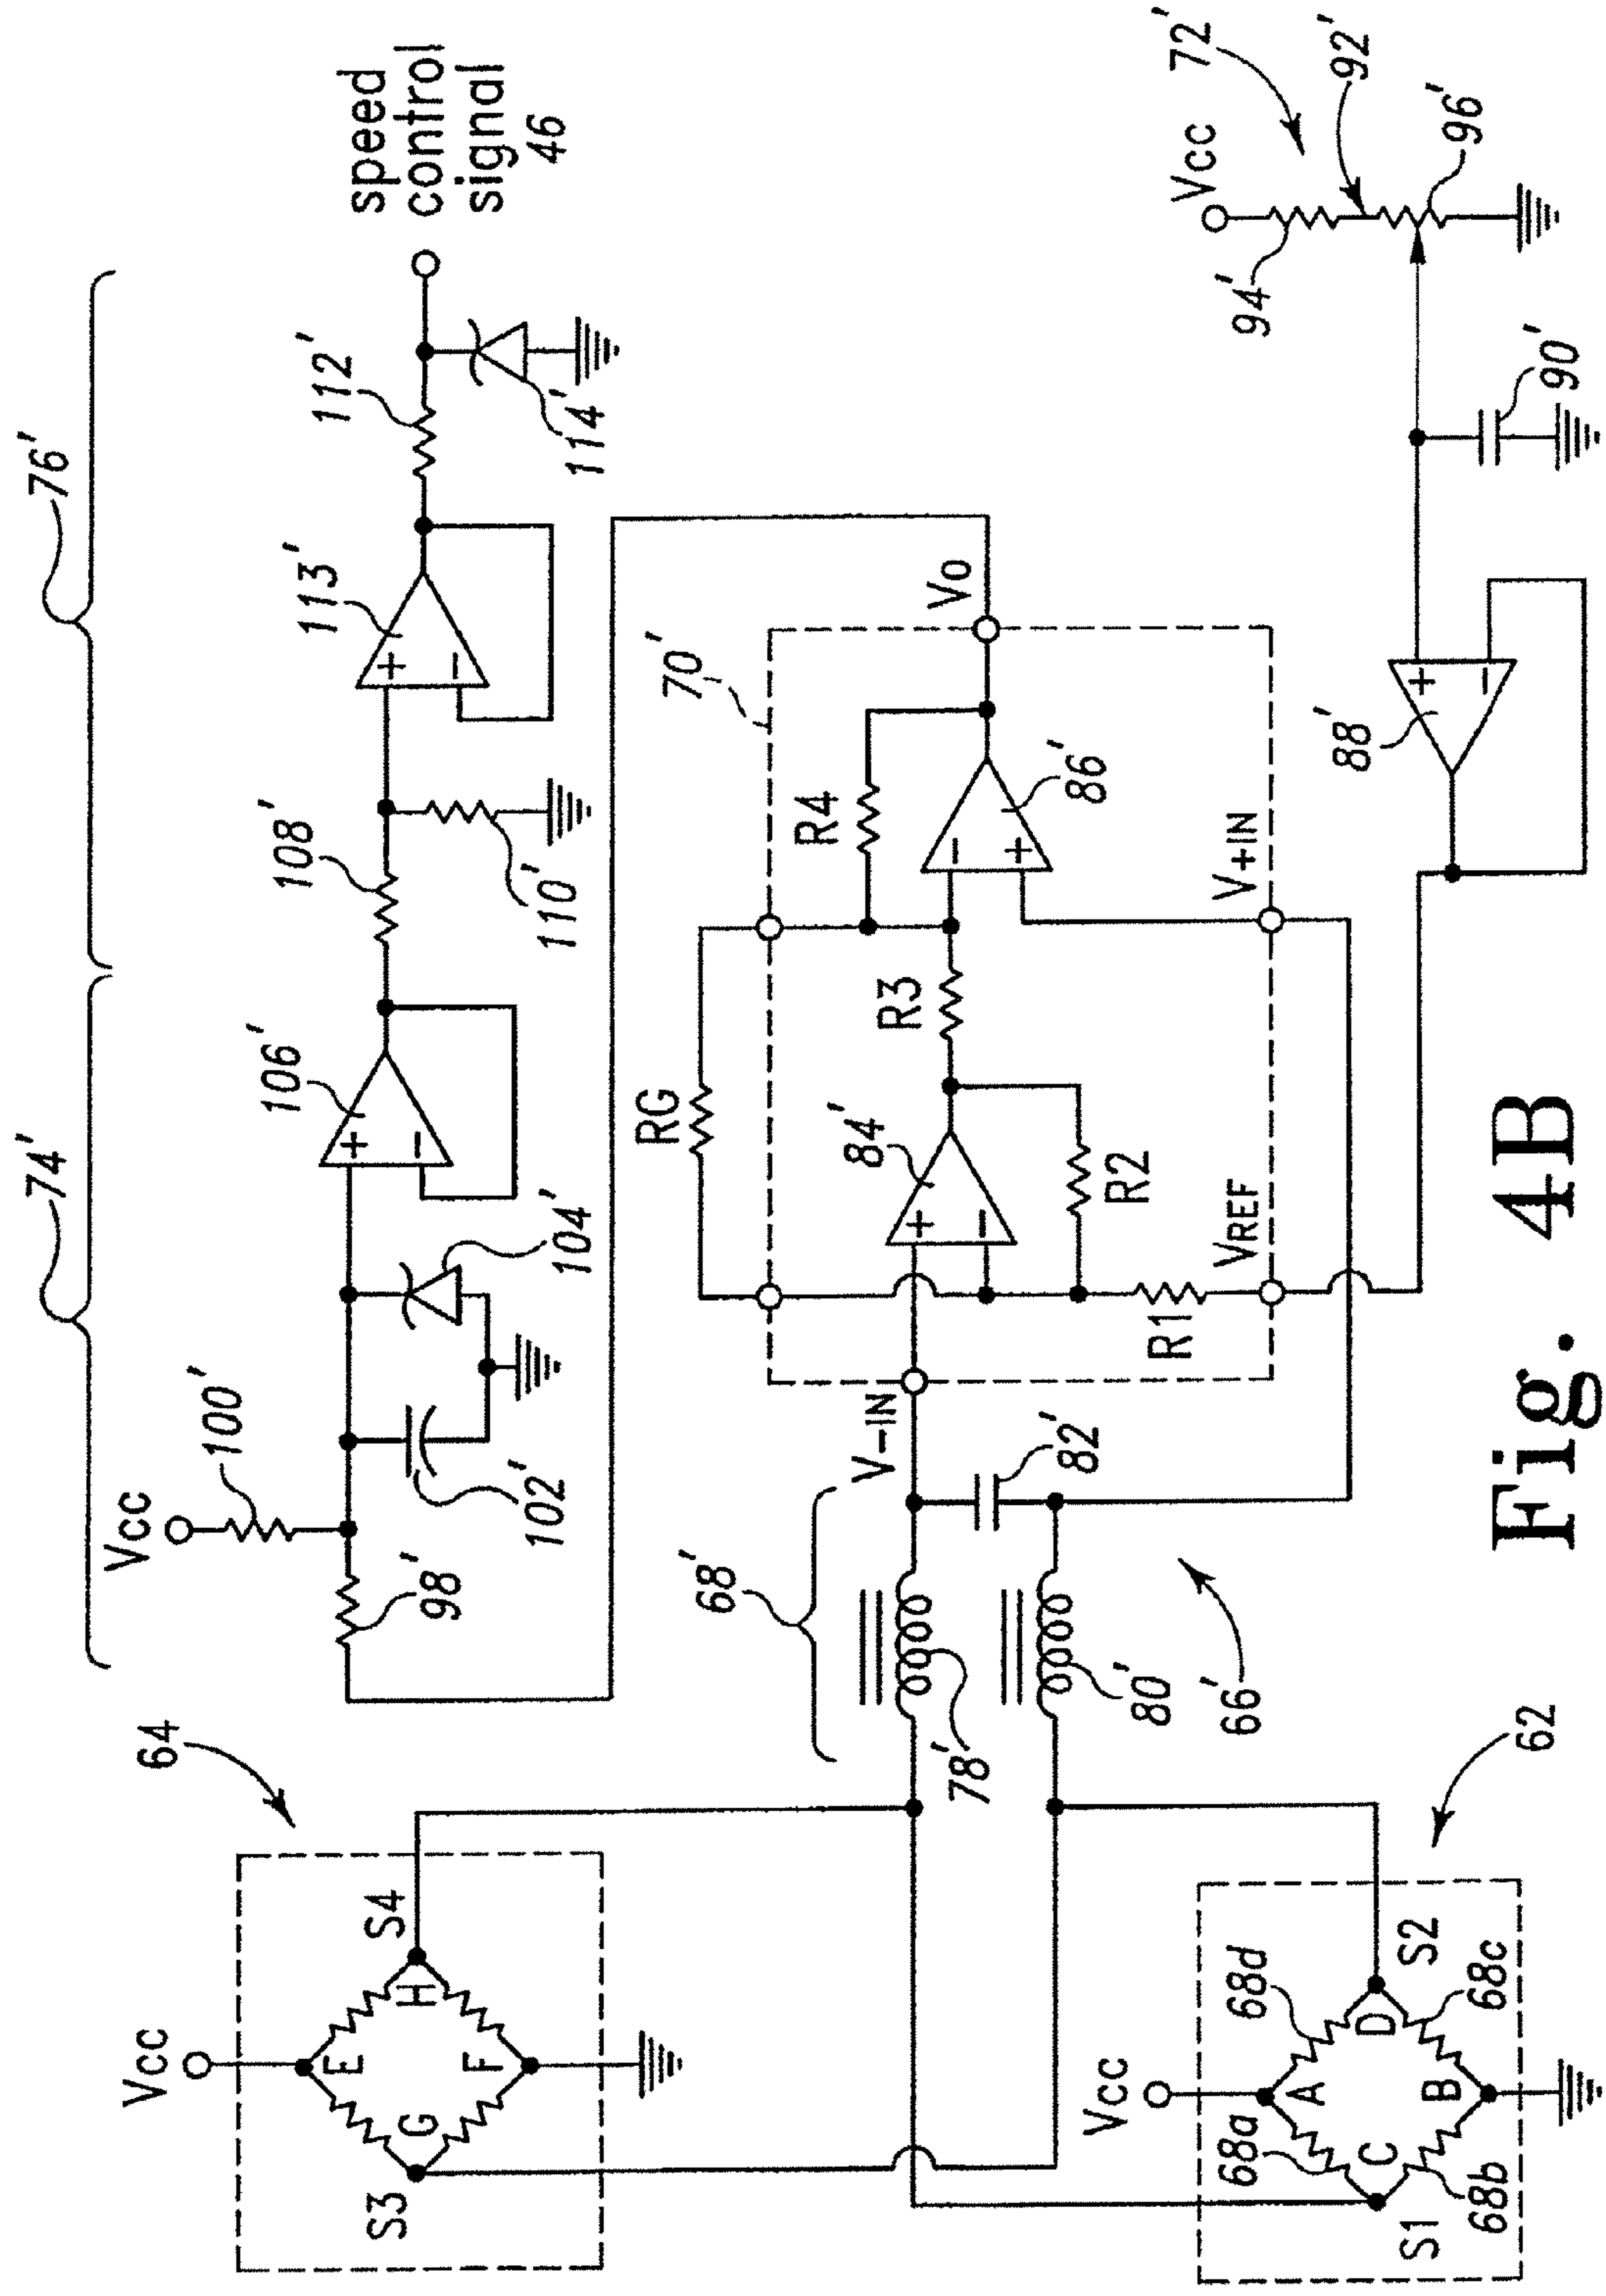 74'
76'
Vcc
100'
98'
102'
104'
106'
108'
110'
113'
112'
114'
speed
control
signal
46
+
−
+
−
64
Vcc
S3
G
E
F
H
S4
68'
78'
80'
66'
82'
V−IN
70'
RG
84'
+
−
R2
R1
VREF
R3
R4
−
+
86'
V+IN
Vo
62
Vcc
68a
68d
A
C
D
B
S1
S2
68b
68c
88'
+
−
90'
94'
Vcc
72'
92'
96'
Fig. 4B